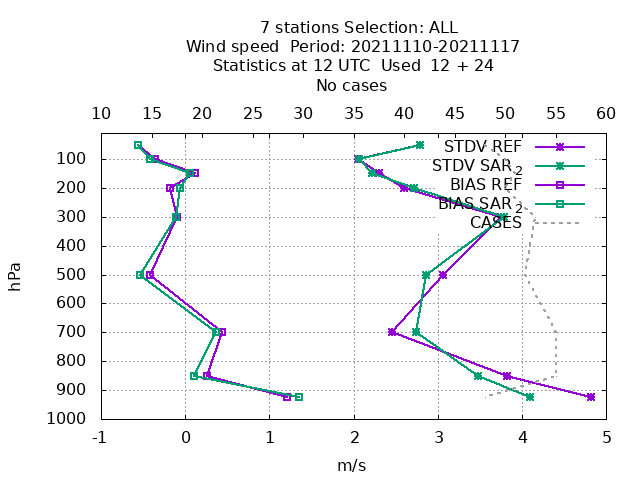 7 stations Selection: ALL
Wind speed  Period: 20211110-20211117
Statistics at 12 UTC  Used  12 + 24
No cases
10 15 20 25 30 35 40 45 50 55 60
STDV REF
STDV SAR2
BIAS REF
BIAS SAR2
CASES
100
200
300
400
500
600
700
800
900
1000
hPa
-1 0 1 2 3 4 5
m/s